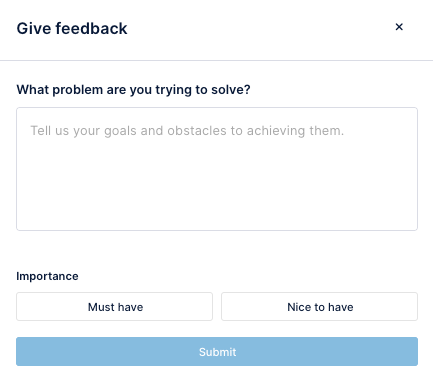 Give feedback
What problem are you trying to solve?
Tell us your goals and obstacles to achieving them.
Importance
Must have
Nice to have
Submit